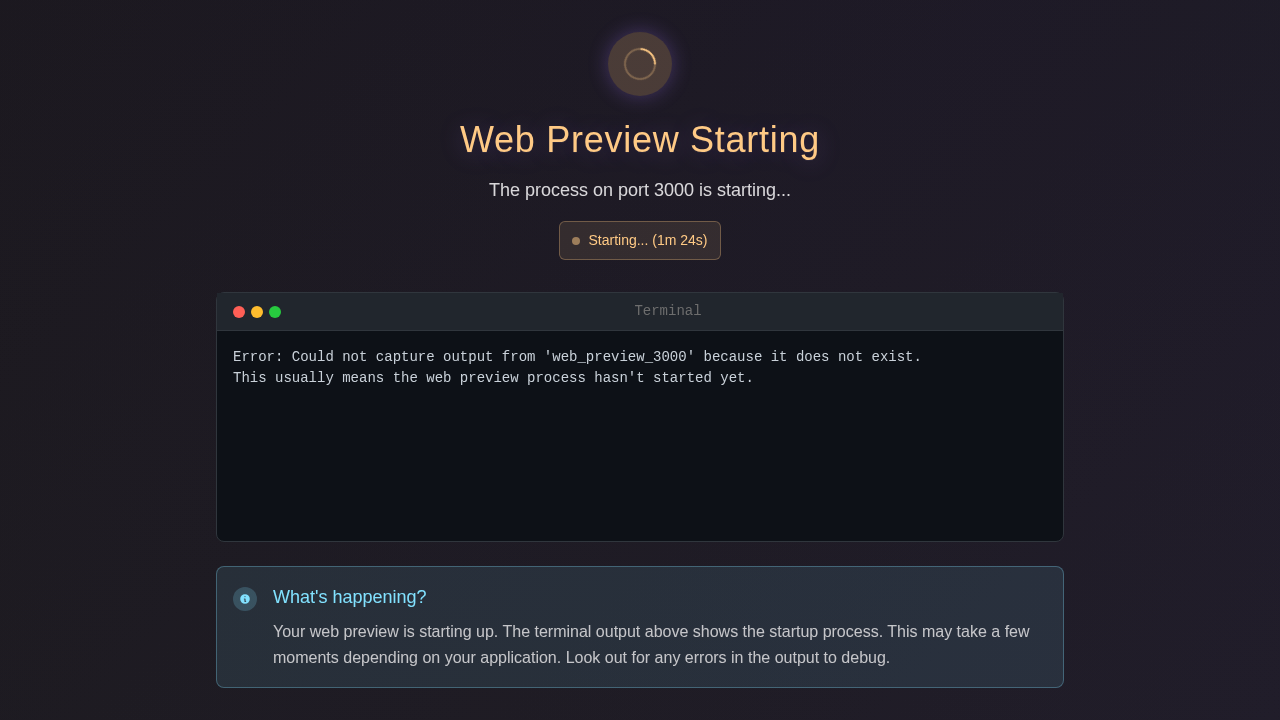 Web Preview Starting
The process on port 3000 is starting...
Starting... (1m 24s)
Terminal
Error: Could not capture output from 'web_preview_3000' because it does not exist.
This usually means the web preview process hasn't started yet.
What's happening?
Your web preview is starting up. The terminal output above shows the startup process. This may take a few
moments depending on your application. Look out for any errors in the output to debug.